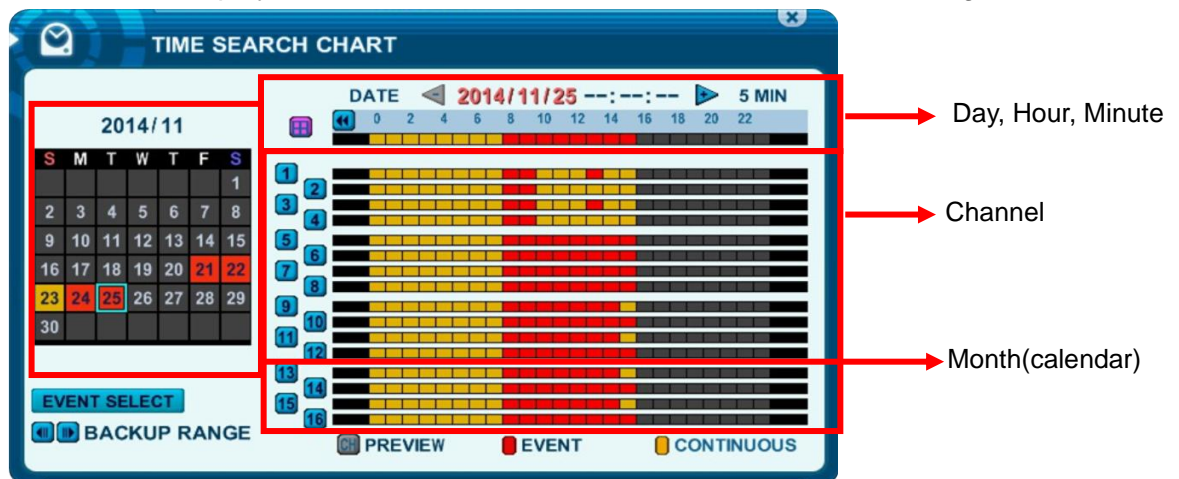 TIME SEARCH CHART
DATE 2014/11/25 --:--:-- 5 MIN
0 2 4 6 8 10 12 14 16 18 20 22
Day, Hour, Minute
2014/11
S M T W T F S
1
2 3 4 5 6 7 8
9 10 11 12 13 14 15
16 17 18 19 20 21 22
23 24 25 26 27 28 29
30
1
2
3
4
5
6
7
8
9
10
11
12
13
14
15
16
Channel
Month(calendar)
EVENT SELECT
BACKUP RANGE
CH PREVIEW EVENT CONTINUOUS